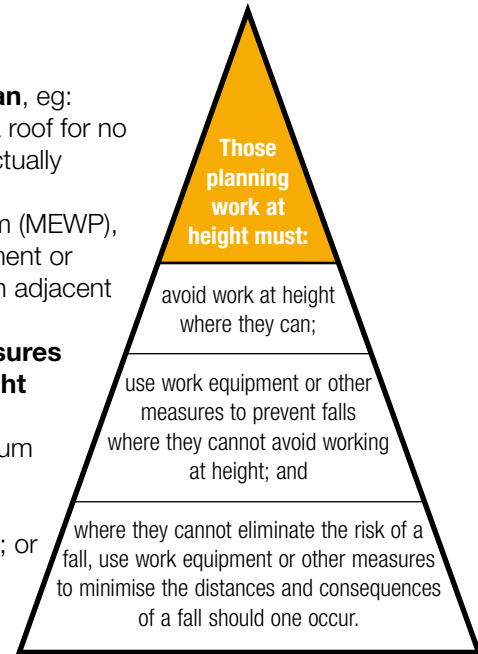 an, eg:
roof for no
ctually
m (MEWP),
ment or
n adjacent
sures
ht
um
; or
Those
planning
work at
height must:
avoid work at height
where they can;
use work equipment or other
measures to prevent falls
where they cannot avoid working
at height; and
where they cannot eliminate the risk of a
fall, use work equipment or other measures
to minimise the distances and consequences
of a fall should one occur.